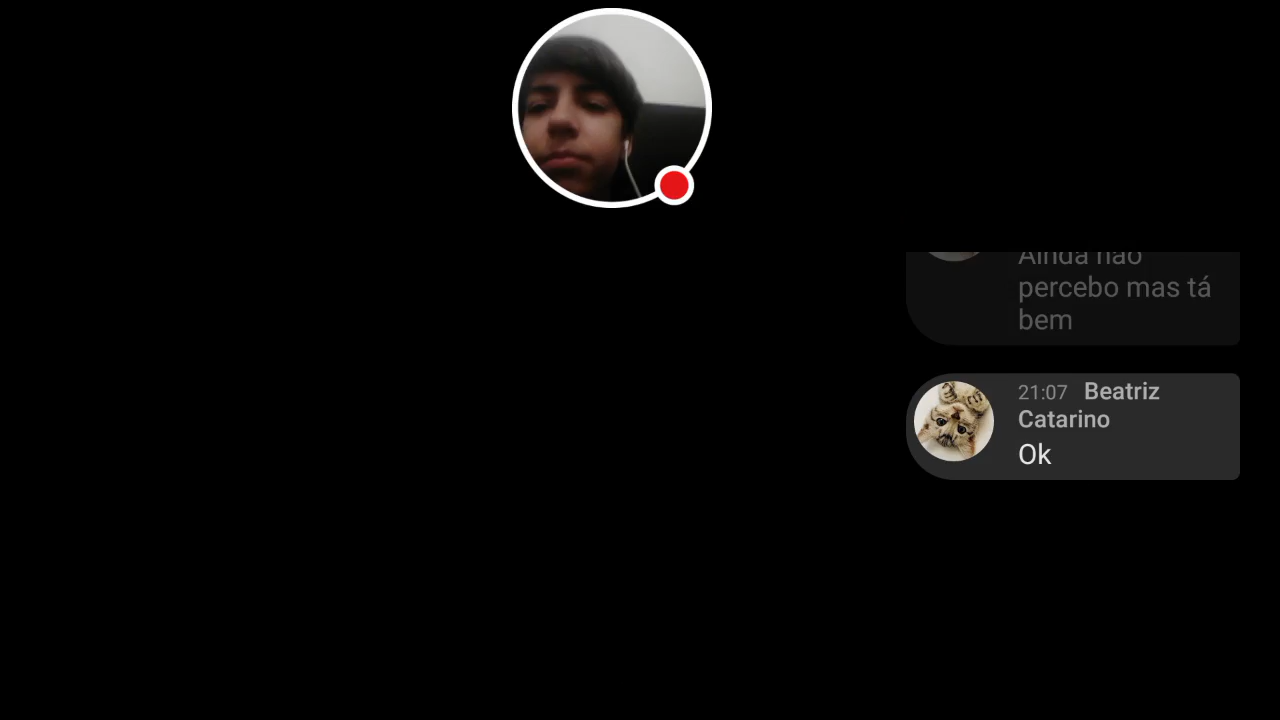 Ainda não
percebo mas tá
bem
21:07 Beatriz
Catarino
Ok